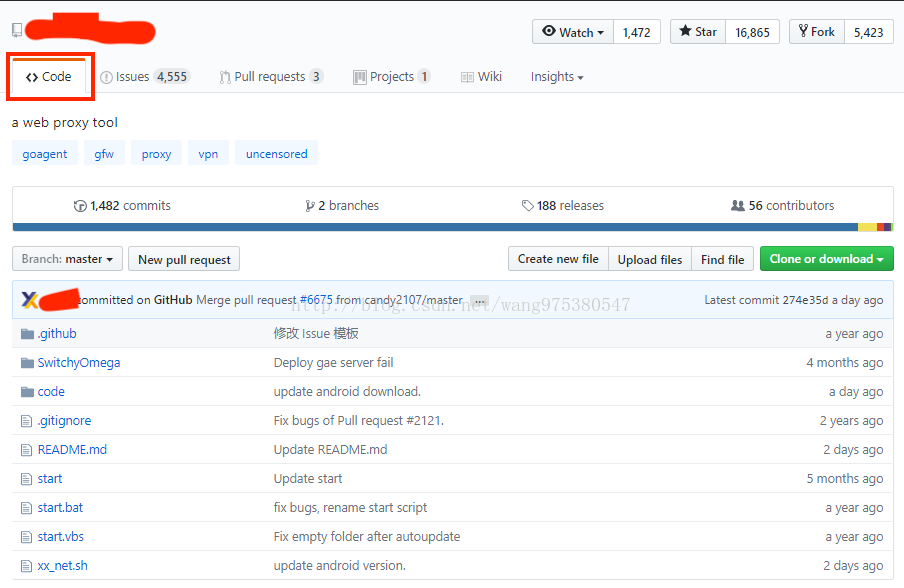 Watch 1,472 Star 16,865 Fork 5,423
Code Issues 4,555 Pull requests 3 Projects 1 Wiki Insights
a web proxy tool
goagent gfw proxy vpn uncensored
1,482 commits 2 branches 188 releases 56 contributors
Branch: master New pull request Create new file Upload files Find file Clone or download
committed on GitHub Merge pull request #6675 from candy2107/master ... Latest commit 274e35d a day ago
http://blog.csdn.net/wang975380547
.github 修改 Issue 模板 a year ago
SwitchyOmega Deploy gae server fail 4 months ago
code update android download. a day ago
.gitignore Fix bugs of Pull request #2121. 2 years ago
README.md Update README.md 2 days ago
start Update start 5 months ago
start.bat fix bugs, rename start script a year ago
start.vbs Fix empty folder after autoupdate a year ago
xx_net.sh update android version. 2 days ago